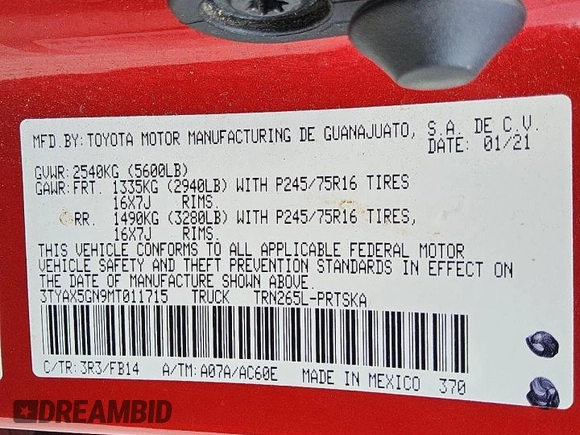 MFD.BY: TOYOTA MOTOR MANUFACTURING DE GUANAJUATO, S.A. DE C.V.
DATE: 01/21
GVWR: 2540KG (5600LB)
GAWR: FRT. 1335KG (2940LB) WITH P245/75R16 TIRES
16X7J RIMS.
RR. 1490KG (3280LB) WITH P245/75R16 TIRES,
16X7J RIMS.
THIS VEHICLE CONFORMS TO ALL APPLICABLE FEDERAL MOTOR
VEHICLE SAFETY AND THEFT PREVENTION STANDARDS IN EFFECT ON
THE DATE OF MANUFACTURE SHOWN ABOVE.
3TYAX5GN9MT011715 TRUCK TRN265L-PRTSKA
C/TR: 3R3/FB14 A/TM: A07A/AC60E MADE IN MEXICO 370
DREAMBID